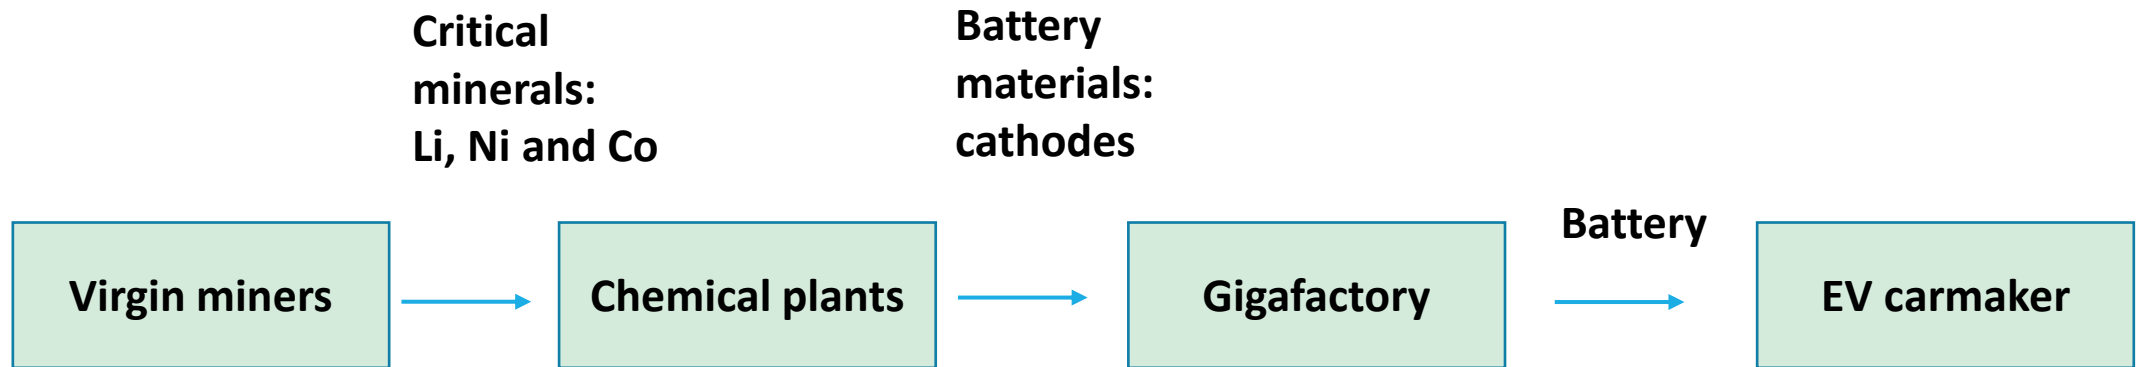 Critical
minerals:
Li, Ni and Co
Battery
materials:
cathodes
Battery
Virgin miners
Chemical plants
Gigafactory
EV carmaker